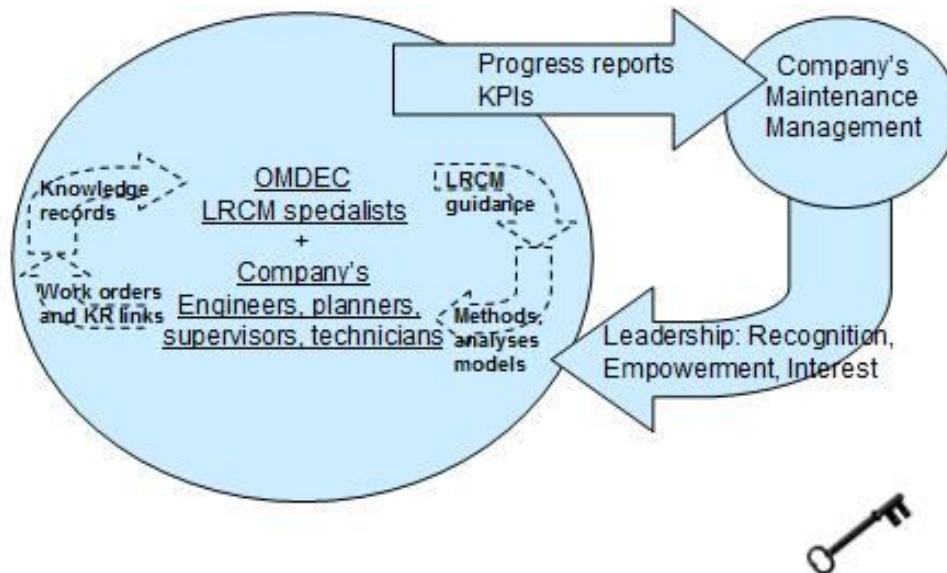 Progress reports
KPIs
Company's
Maintenance
Management
Knowledge
records
OMDEC
LRCM specialists
+
Company's
Engineers, planners,
supervisors, technicians
LRCM
guidance
Work orders
and KR links
Methods,
analyses
models
Leadership: Recognition,
Empowerment, Interest